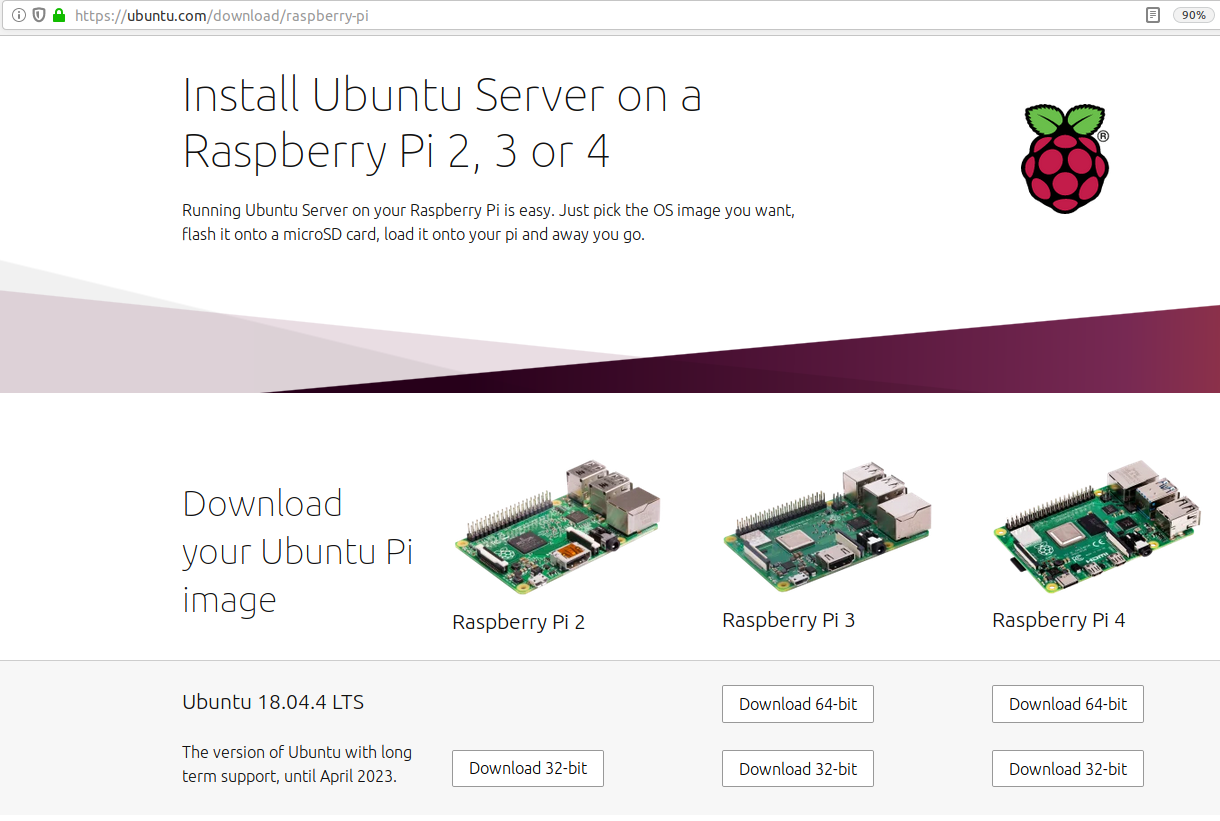 https://ubuntu.com/download/raspberry-pi
90%
Install Ubuntu Server on a
Raspberry Pi 2, 3 or 4
®
Running Ubuntu Server on your Raspberry Pi is easy. Just pick the OS image you want,
flash it onto a microSD card, load it onto your pi and away you go.
Download
your Ubuntu Pi
image
Raspberry Pi 2
Raspberry Pi 3
Raspberry Pi 4
Ubuntu 18.04.4 LTS
Download 64-bit
Download 64-bit
The version of Ubuntu with long
term support, until April 2023.
Download 32-bit
Download 32-bit
Download 32-bit